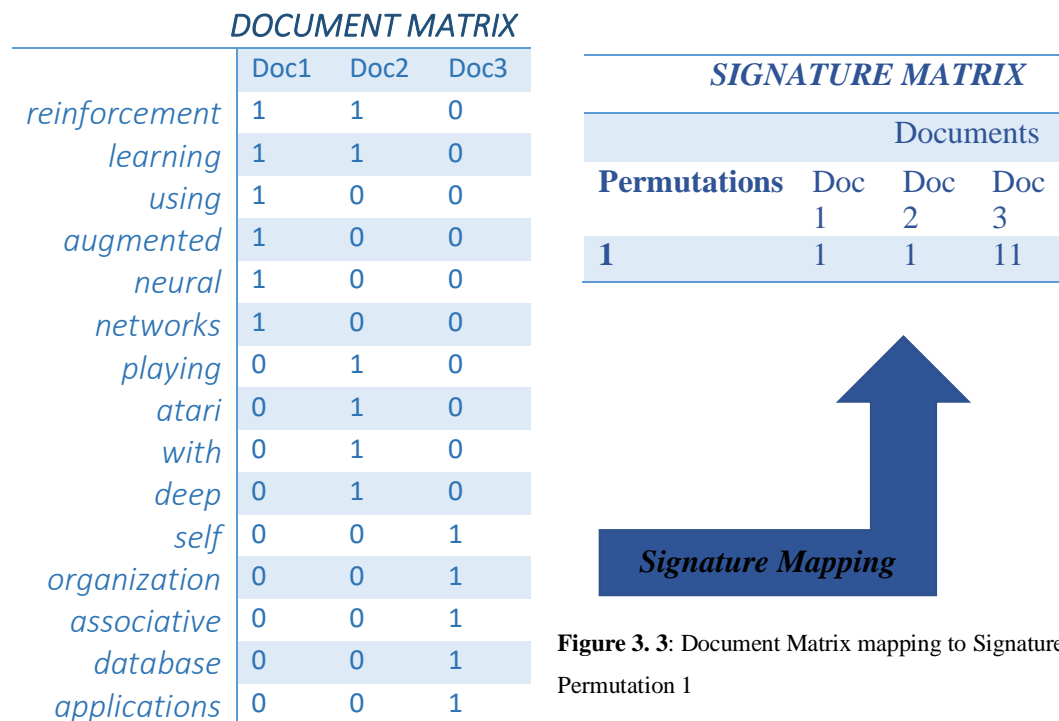 DOCUMENT MATRIX
Doc1 Doc2 Doc3
reinforcement 1 1 0
learning 1 1 0
using 1 0 0
augmented 1 0 0
neural 1 0 0
networks 1 0 0
playing 0 1 0
atari 0 1 0
with 0 1 0
deep 0 1 0
self 0 0 1
organization 0 0 1
associative 0 0 1
database 0 0 1
applications 0 0 1
SIGNATURE MATRIX
Documents
Permutations Doc Doc Doc
1 2 3
1 1 1 11
Signature Mapping
Figure 3. 3: Document Matrix mapping to Signature
Permutation 1